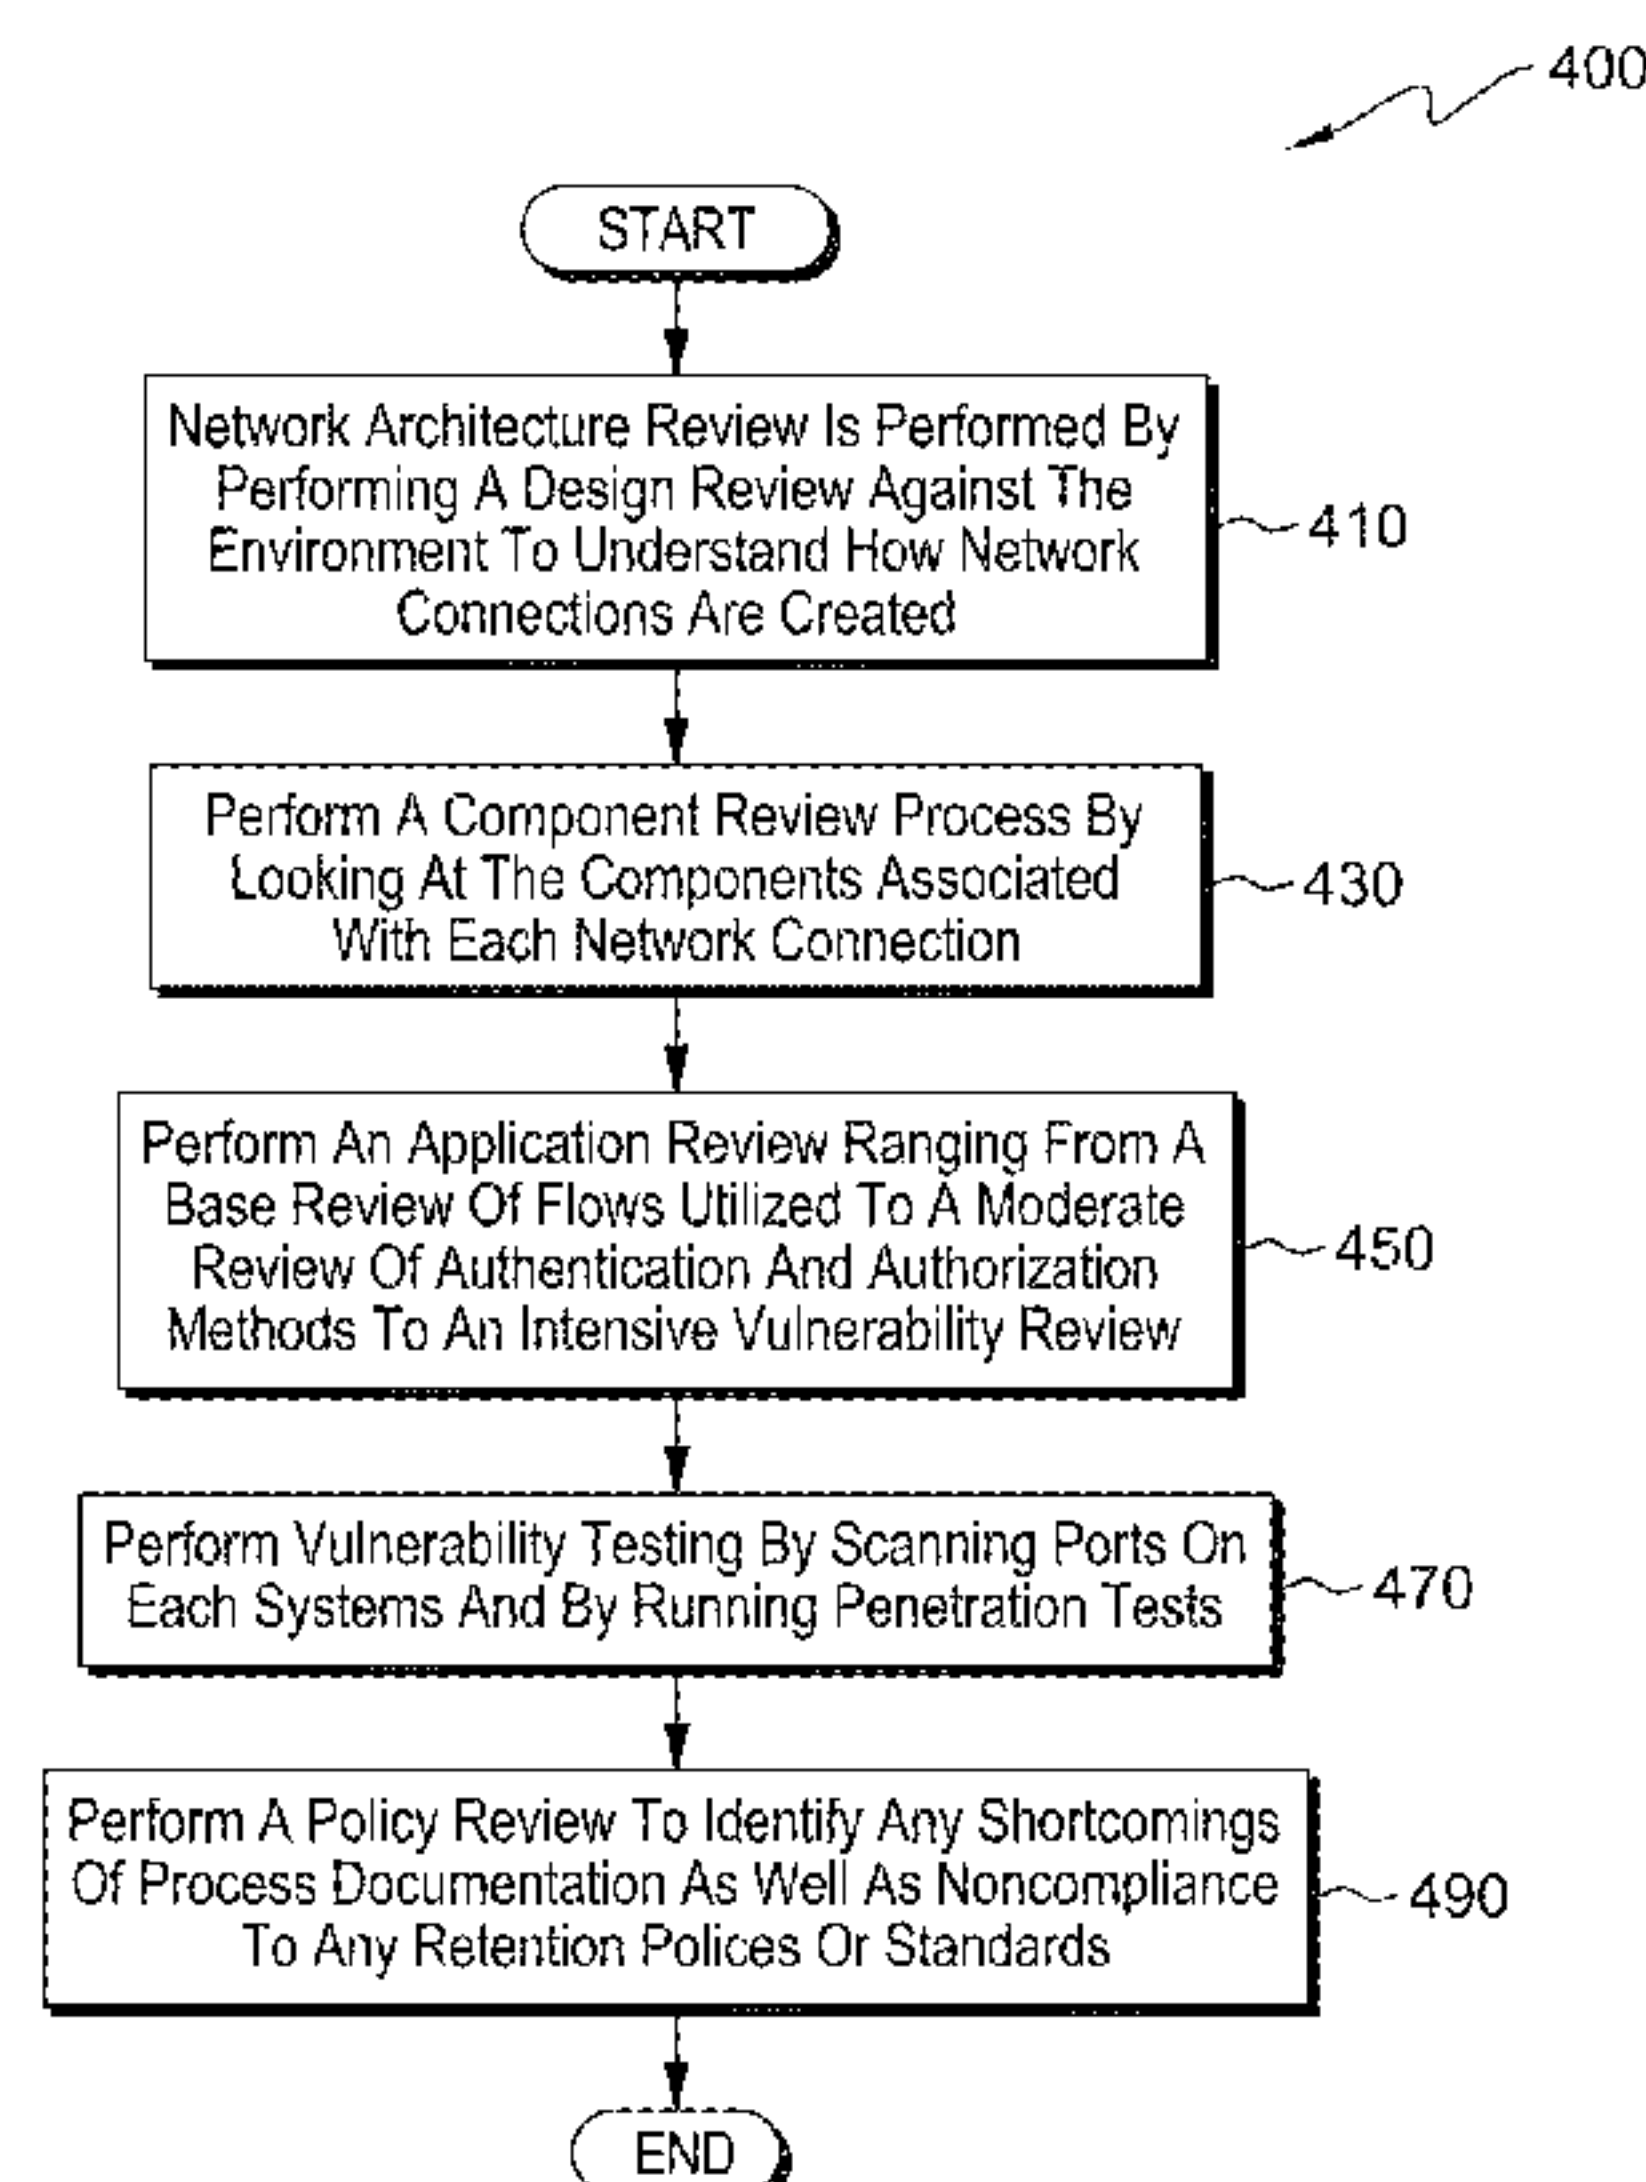 400
START
Network Architecture Review Is Performed By
Performing A Design Review Against The
Environment To Understand How Network
Connections Are Created
410
Perform A Component Review Process By
Looking At The Components Associated
With Each Network Connection
430
Perform An Application Review Ranging From A
Base Review Of Flows Utilized To A Moderate
Review Of Authentication And Authorization
Methods To An Intensive Vulnerability Review
450
Perform Vulnerability Testing By Scanning Ports On
Each Systems And By Running Penetration Tests
470
Perform A Policy Review To Identify Any Shortcomings
Of Process Documentation As Well As Noncompliance
To Any Retention Polices Or Standards
490
END